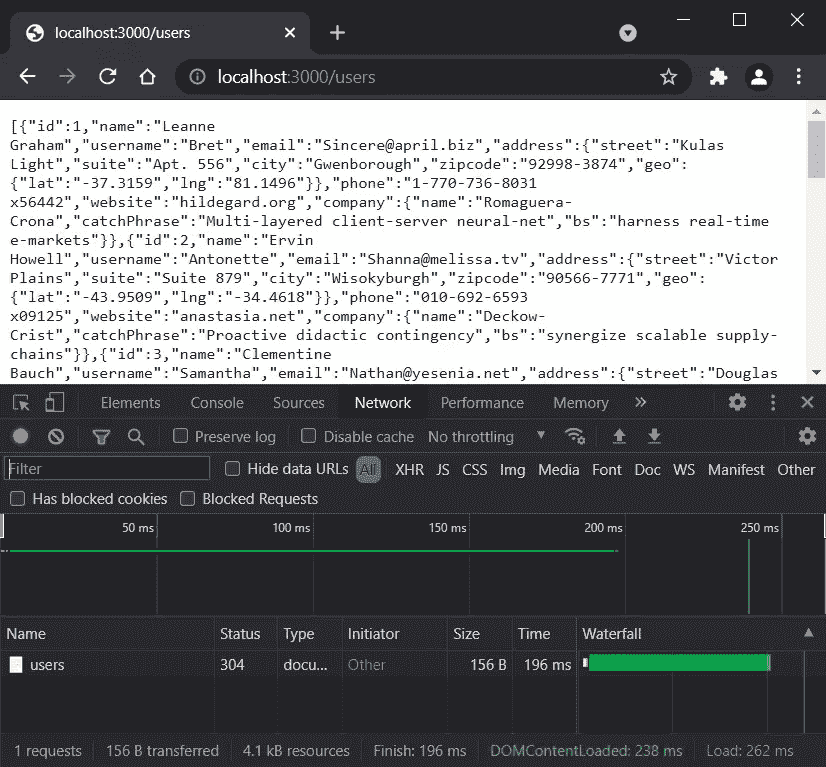 localhost:3000/users
localhost:3000/users
[{"id":1,"name":"Leanne
Graham","username":"Bret","email":"Sincere@april.biz","address":{"street":"Kulas
Light","suite":"Apt. 556","city":"Gwenborough","zipcode":"92998-3874","geo":
{"lat":"-37.3159","lng":"81.1496"}},"phone":"1-770-736-8031
x56442","website":"hildegard.org","company":{"name":"Romaguera-
Crona","catchPhrase":"Multi-layered client-server neural-net","bs":"harness real-time
e-markets"}},{"id":2,"name":"Ervin
Howell","username":"Antonette","email":"Shanna@melissa.tv","address":{"street":"Victor
Plains","suite":"Suite 879","city":"Wisokyburgh","zipcode":"90566-7771","geo":
{"lat":"-43.9509","lng":"-34.4618"}},"phone":"010-692-6593
x09125","website":"anastasia.net","company":{"name":"Deckow-
Crist","catchPhrase":"Proactive didactic contingency","bs":"synergize scalable supply-
chains"}},{"id":3,"name":"Clementine
Bauch","username":"Samantha","email":"Nathan@yesenia.net","address":{"street":"Douglas
Elements Console Sources Network Performance Memory »
Preserve log Disable cache No throttling
Filter Hide data URLs All XHR JS CSS Img Media Font Doc WS Manifest Other
Has blocked cookies Blocked Requests
50 ms 100 ms 150 ms 200 ms 250 ms
Name Status Type Initiator Size Time Waterfall
users 304 docu... Other 156 B 196 ms
1 requests 156 B transferred 4.1 kB resources Finish: 196 ms DOMContentLoaded: 238 ms Load: 262 ms